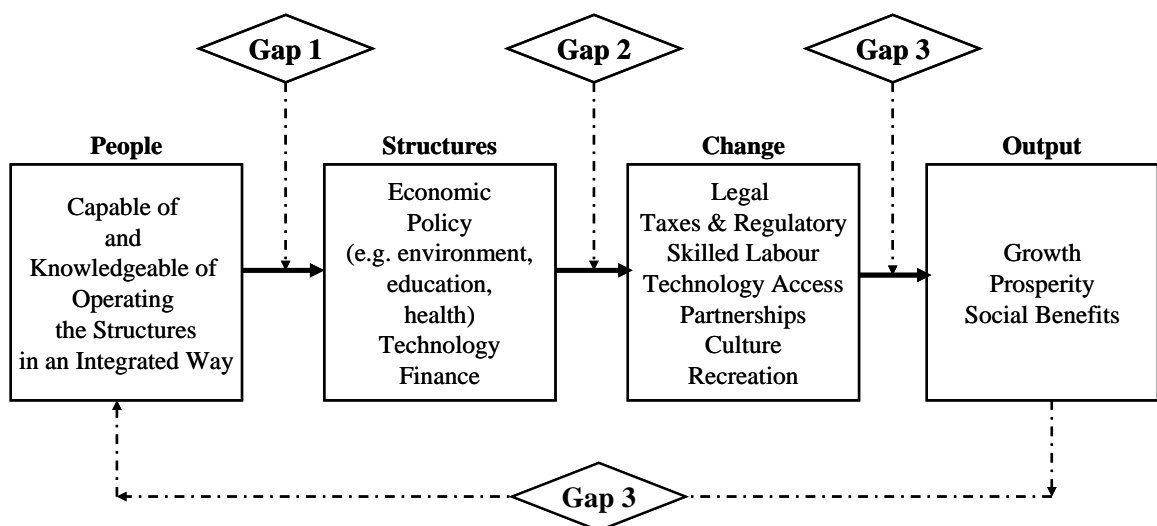 Gap 1
Gap 2
Gap 3
People
Structures
Change
Output
Capable of
and
Knowledgeable of
Operating
the Structures
in an Integrated Way
Economic
Policy
(e.g. environment,
education,
health)
Technology
Finance
Legal
Taxes & Regulatory
Skilled Labour
Technology Access
Partnerships
Culture
Recreation
Growth
Prosperity
Social Benefits
Gap 3